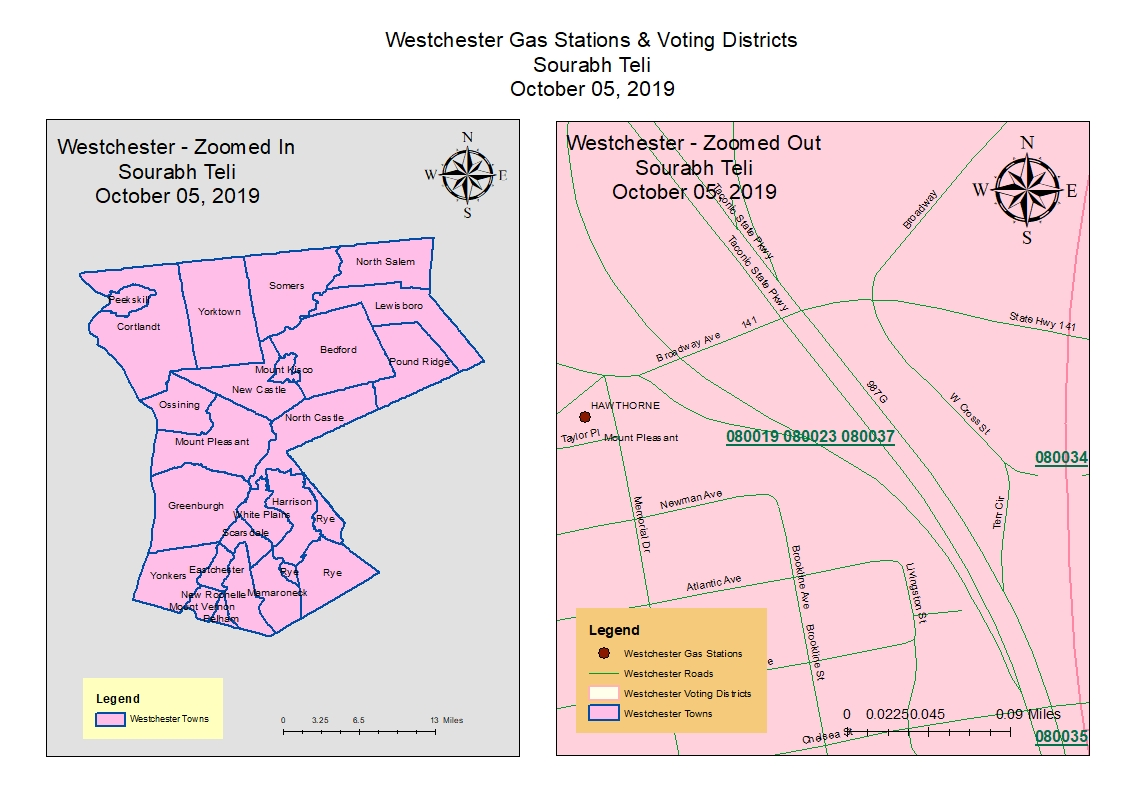 Westchester Gas Stations & Voting Districts
Sourabh Teli
October 05, 2019
Westchester - Zoomed In
Sourabh Teli
October 05, 2019
N
W
E
S
North Salem
Somers
Peekskill
Lewisboro
Yorktown
Cortlandt
Bedford
Pound Ridge
Mount Kisco
New Castle
Ossining
North Castle
Mount Pleasant
Harrison
Greenburgh
White Plains
Rye
Scarsdale
Eastchester
Yonkers
Rye
Rye
New Rochelle
Mamaroneck
Mount Vernon
Pelham
Legend
Westchester Towns
0 3.25 6.5 13 Miles
Westchester - Zoomed Out
Sourabh Teli
October 05, 2019
N
W
E
S
Taconic State Pkwy
Taconic State Pkwy
Broadway
State Hwy 141
141
Broadway Ave
987G
W Cross St
HAWTHORNE
Taylor Pl
Mount Pleasant
080019 080023 080037
080034
Newman Ave
Memorial Dr
Terr Cir
Brookline Ave
Atlantic Ave
Livingston St
Brookline St
e
Legend
Westchester Gas Stations
Westchester Roads
Westchester Voting Districts
Westchester Towns
0 0.02250.045 0.09 Miles
Chelsea St
080035